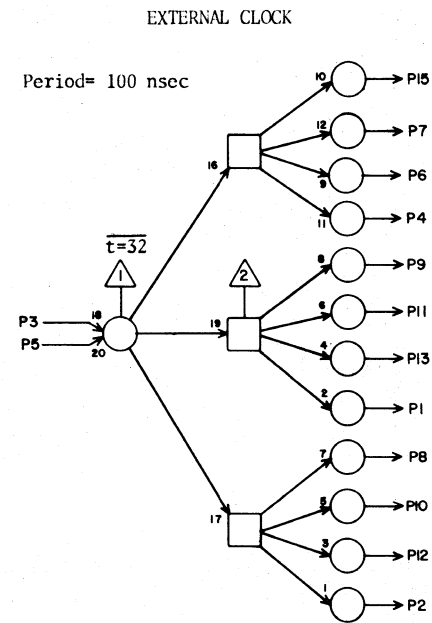 EXTERNAL CLOCK
Period= 100 nsec
10 P15
12 P7
16
9 P6
11 P4
t=32
1
2
8 P9
6 P11
P3 18
19
4 P13
P5 20
2 P1
7 P8
5 P10
17
3 P12
1 P2